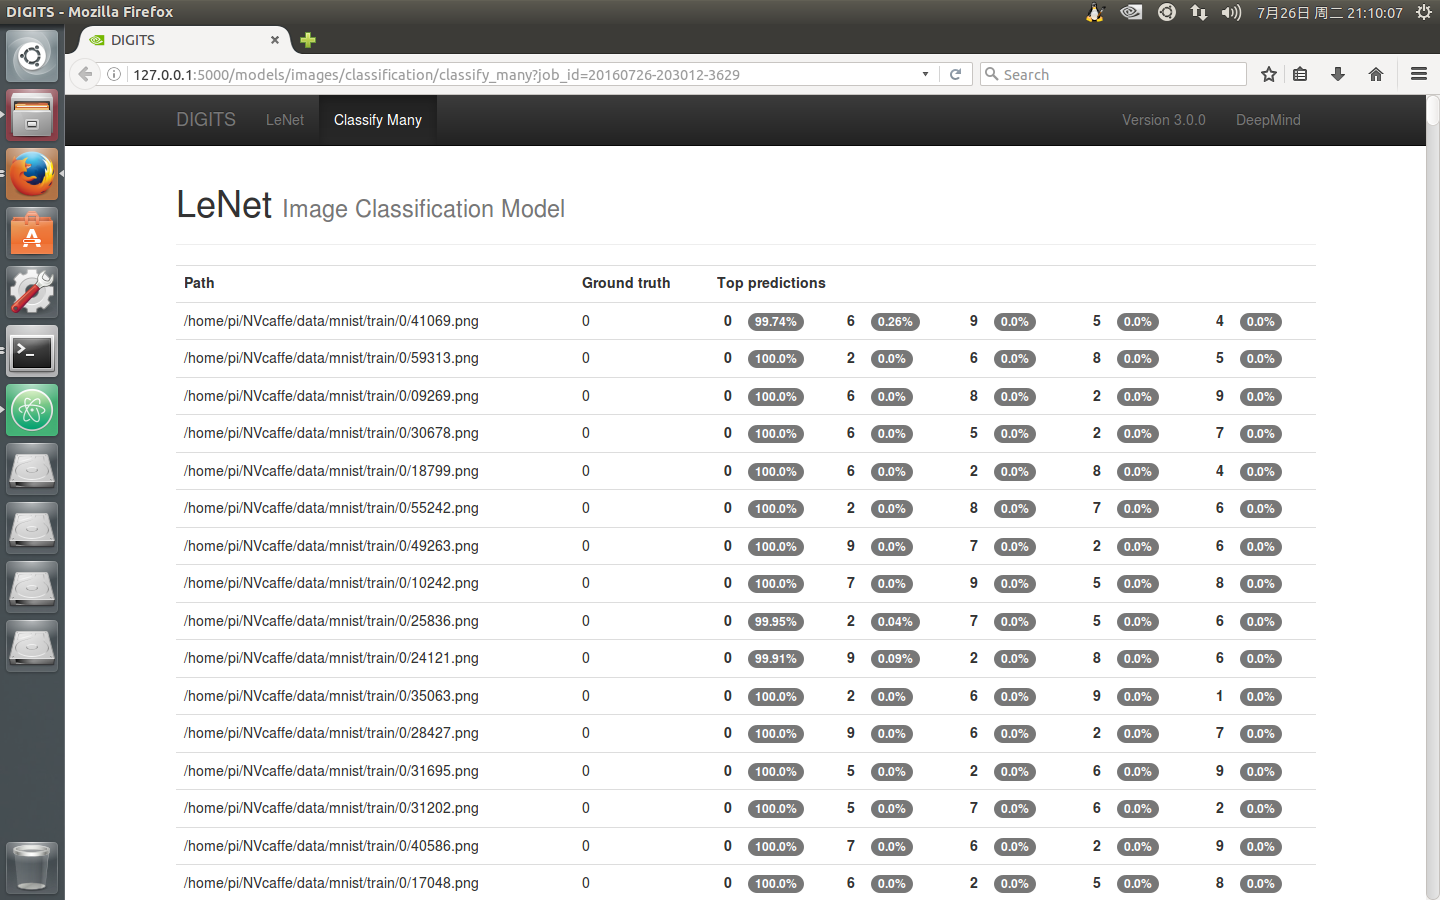 DIGITS - Mozilla Firefox 7月26日 周二 21:10:07
DIGITS
127.0.0.1:5000/models/images/classification/classify_many?job_id=20160726-203012-3629 Search
DIGITS LeNet Classify Many Version 3.0.0 DeepMind
LeNet Image Classification Model
Path Ground truth Top predictions
/home/pi/NVcaffe/data/mnist/train/0/41069.png 0 0 99.74% 6 0.26% 9 0.0% 5 0.0% 4 0.0%
/home/pi/NVcaffe/data/mnist/train/0/59313.png 0 0 100.0% 2 0.0% 6 0.0% 8 0.0% 5 0.0%
/home/pi/NVcaffe/data/mnist/train/0/09269.png 0 0 100.0% 6 0.0% 8 0.0% 2 0.0% 9 0.0%
/home/pi/NVcaffe/data/mnist/train/0/30678.png 0 0 100.0% 6 0.0% 5 0.0% 2 0.0% 7 0.0%
/home/pi/NVcaffe/data/mnist/train/0/18799.png 0 0 100.0% 6 0.0% 2 0.0% 8 0.0% 4 0.0%
/home/pi/NVcaffe/data/mnist/train/0/55242.png 0 0 100.0% 2 0.0% 8 0.0% 7 0.0% 6 0.0%
/home/pi/NVcaffe/data/mnist/train/0/49263.png 0 0 100.0% 9 0.0% 7 0.0% 2 0.0% 6 0.0%
/home/pi/NVcaffe/data/mnist/train/0/10242.png 0 0 100.0% 7 0.0% 9 0.0% 5 0.0% 8 0.0%
/home/pi/NVcaffe/data/mnist/train/0/25836.png 0 0 99.95% 2 0.04% 7 0.0% 5 0.0% 6 0.0%
/home/pi/NVcaffe/data/mnist/train/0/24121.png 0 0 99.91% 9 0.09% 2 0.0% 8 0.0% 6 0.0%
/home/pi/NVcaffe/data/mnist/train/0/35063.png 0 0 100.0% 2 0.0% 6 0.0% 9 0.0% 1 0.0%
/home/pi/NVcaffe/data/mnist/train/0/28427.png 0 0 100.0% 9 0.0% 6 0.0% 2 0.0% 7 0.0%
/home/pi/NVcaffe/data/mnist/train/0/31695.png 0 0 100.0% 5 0.0% 2 0.0% 6 0.0% 9 0.0%
/home/pi/NVcaffe/data/mnist/train/0/31202.png 0 0 100.0% 5 0.0% 7 0.0% 6 0.0% 2 0.0%
/home/pi/NVcaffe/data/mnist/train/0/40586.png 0 0 100.0% 7 0.0% 6 0.0% 2 0.0% 9 0.0%
/home/pi/NVcaffe/data/mnist/train/0/17048.png 0 0 100.0% 6 0.0% 2 0.0% 5 0.0% 8 0.0%